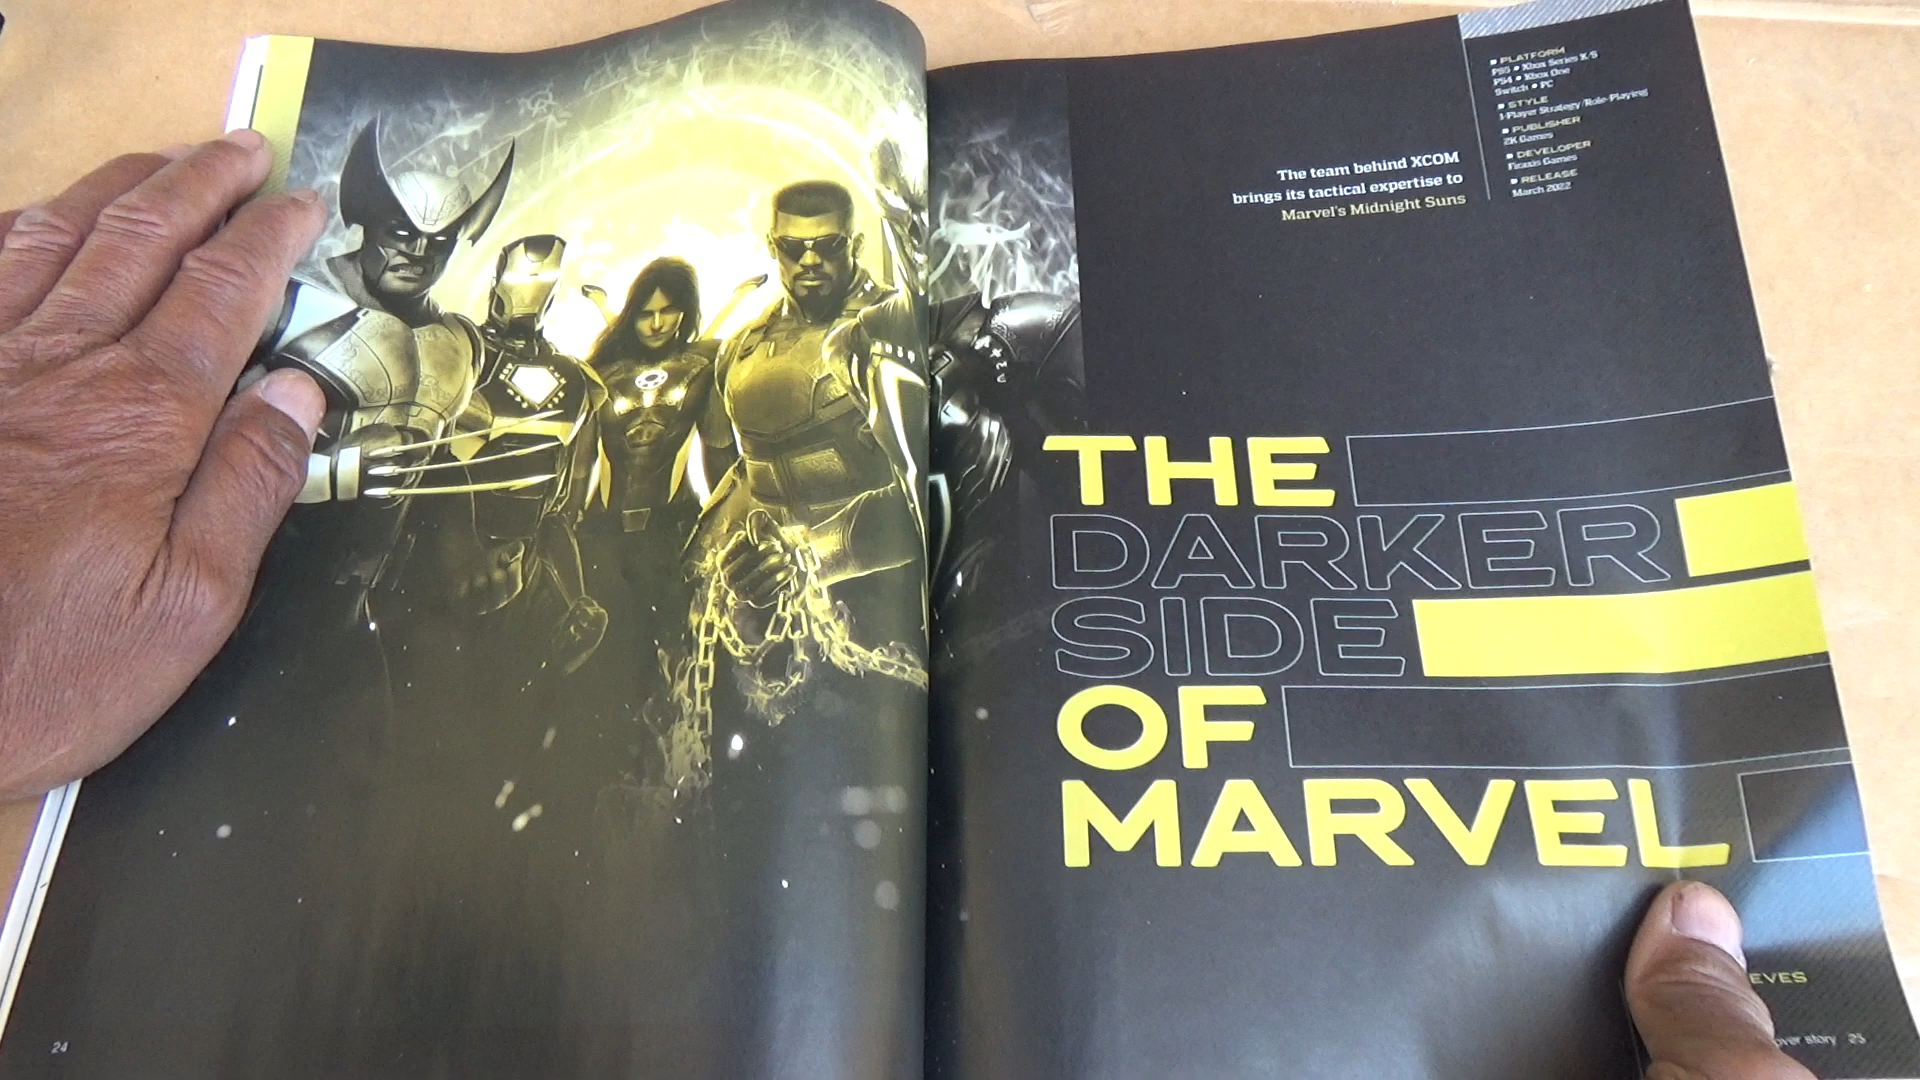 The team behind XCOM
brings its tactical expertise to
Marvel's Midnight Suns
PLATFORM
PS5 • Xbox Series X/S
PS4 • Xbox One
Switch • PC
STYLE
1-Player Strategy/Role-Playing
PUBLISHER
2K Games
DEVELOPER
Firaxis Games
RELEASE
March 2022
THE
DARKER
SIDE
OF
MARVEL
EVES
24
over story 25